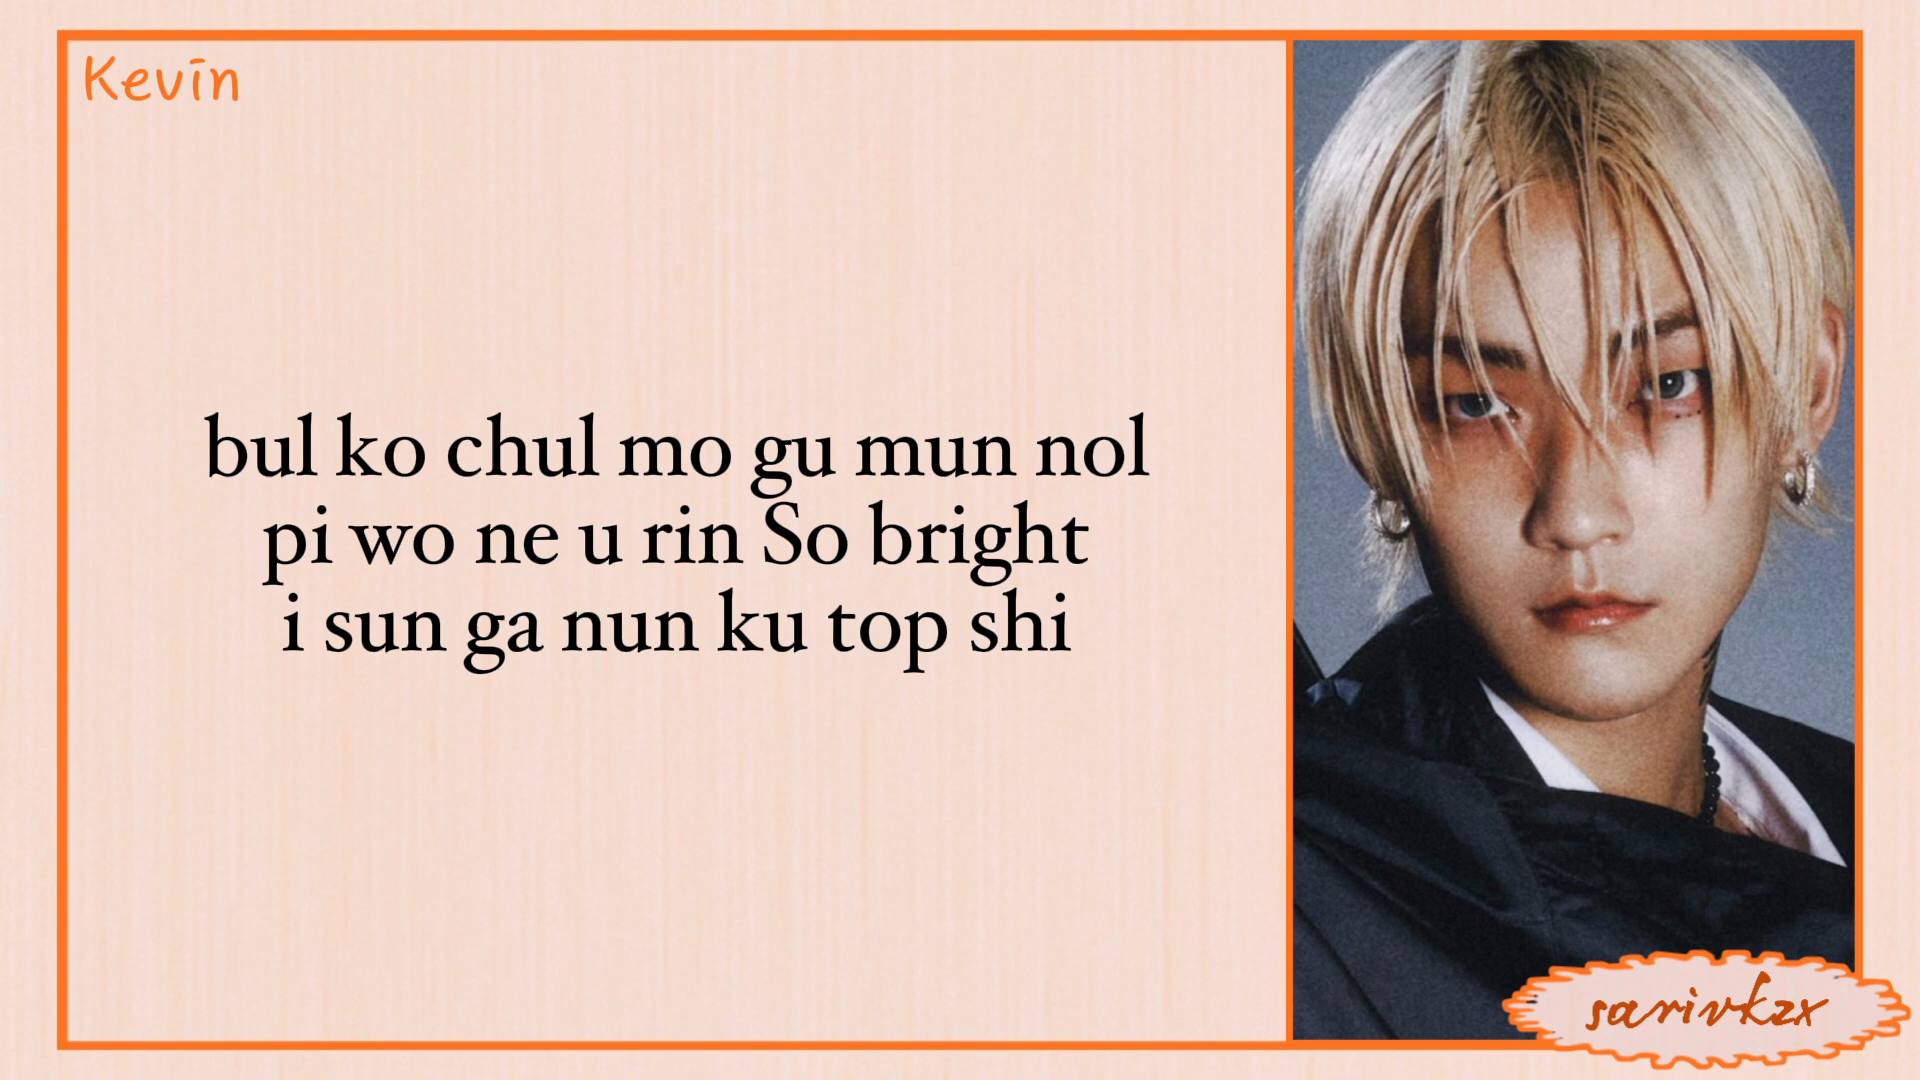 Kevin
bul ko chul mo gu mun nol
pi wo ne u rin So bright
i sun ga nun ku top shi
sarivkzx